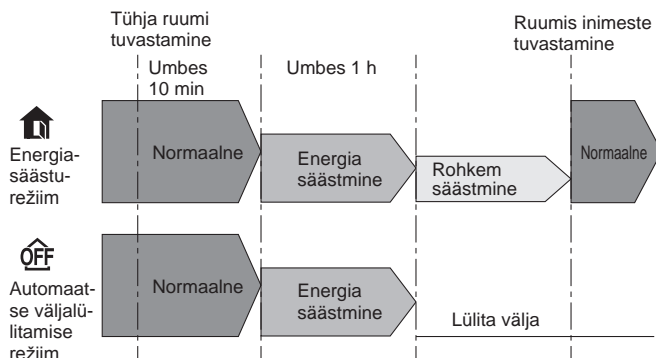 Tühja ruumi
tuvastamine
Ruumis inimeste
tuvastamine
Umbes
10 min
Umbes 1 h
Energia-
säästu-
režiim
Normaalne
Energia
säästmine
Rohkem
säästmine
Normaalne
OFF
Automaat-
se väljalü-
litamise
režiim
Normaalne
Energia
säästmine
Lülita välja